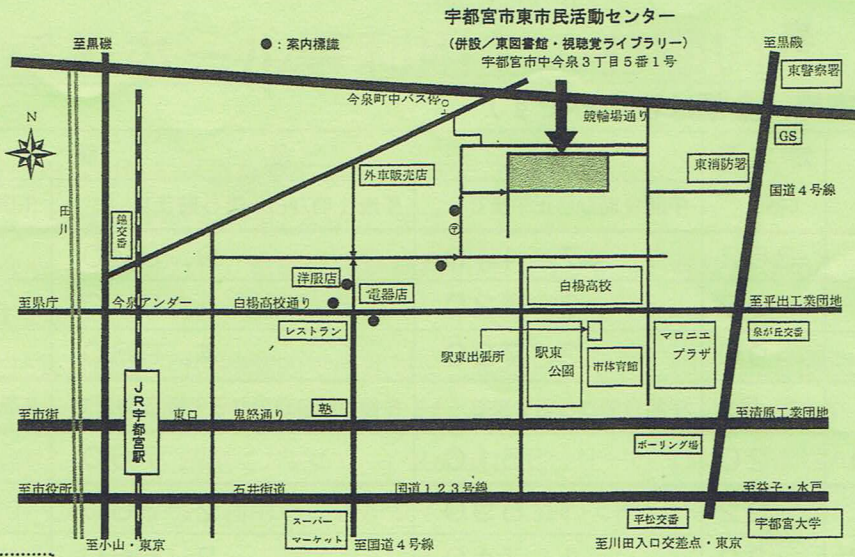 宇都宮市東市民活動センター
(併設／東図書館・視聴覚ライブラリー)
宇都宮市中今泉３丁目５番１号
至黒磯
●：案内標識
至黒磯
東警察署
今泉町中バス停
競輪場通り
GS
N
外車販売店
東消防署
国道４号線
田川
錦交番
〒
洋服店
電器店
白楊高校
至県庁
今泉アンダー
白楊高校通り
至平出工業団地
レストラン
泉が丘交番
駅東出張所
駅東
公園
市体育館
マロニエ
プラザ
ＪＲ宇都宮駅
至市街
東口
鬼怒通り
塾
至清原工業団地
ボーリング場
至市役所
石井街道
国道１２３号線
至益子・水戸
スーパー
マーケット
平松交番
宇都宮大学
至小山・東京
至国道４号線
至川田入口交差点・東京